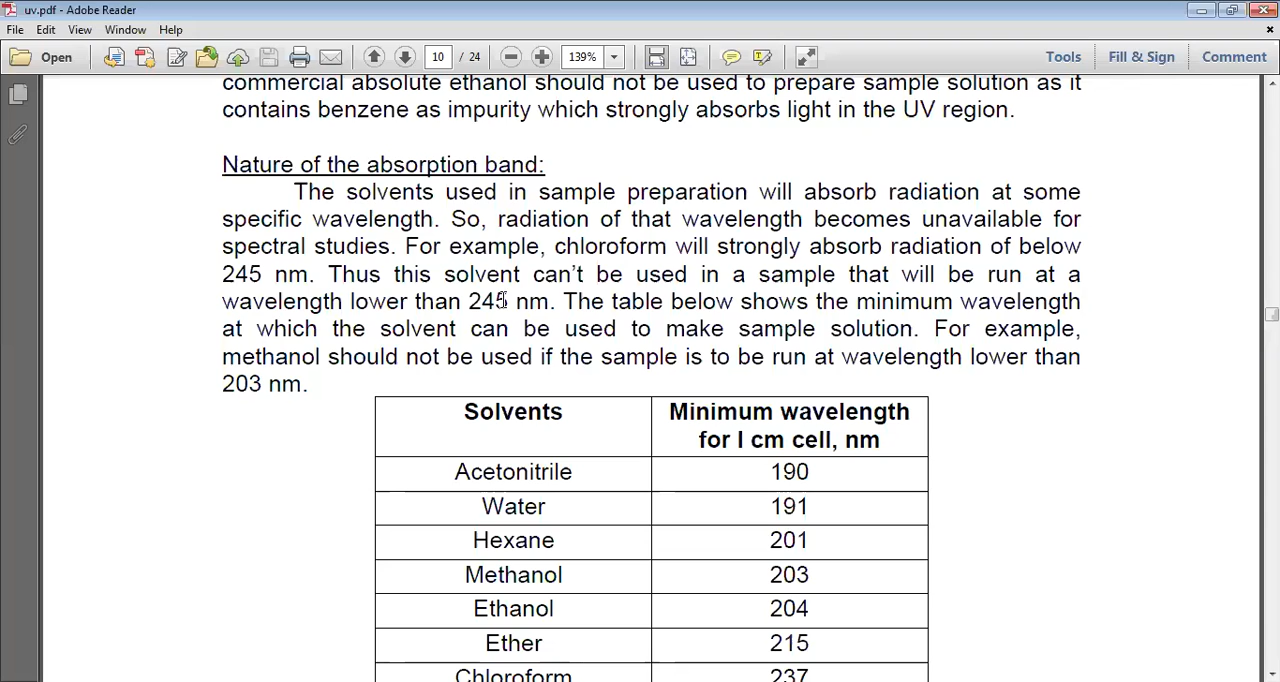 uv.pdf - Adobe Reader
File Edit View Window Help
Open 10 / 24 139% Tools Fill & Sign Comment
commercial absolute ethanol should not be used to prepare sample solution as it
contains benzene as impurity which strongly absorbs light in the UV region.
Nature of the absorption band:
The solvents used in sample preparation will absorb radiation at some
specific wavelength. So, radiation of that wavelength becomes unavailable for
spectral studies. For example, chloroform will strongly absorb radiation of below
245 nm. Thus this solvent can't be used in a sample that will be run at a
wavelength lower than 245 nm. The table below shows the minimum wavelength
at which the solvent can be used to make sample solution. For example,
methanol should not be used if the sample is to be run at wavelength lower than
203 nm.
Solvents Minimum wavelength
for I cm cell, nm
Acetonitrile 190
Water 191
Hexane 201
Methanol 203
Ethanol 204
Ether 215
Chloroform 237